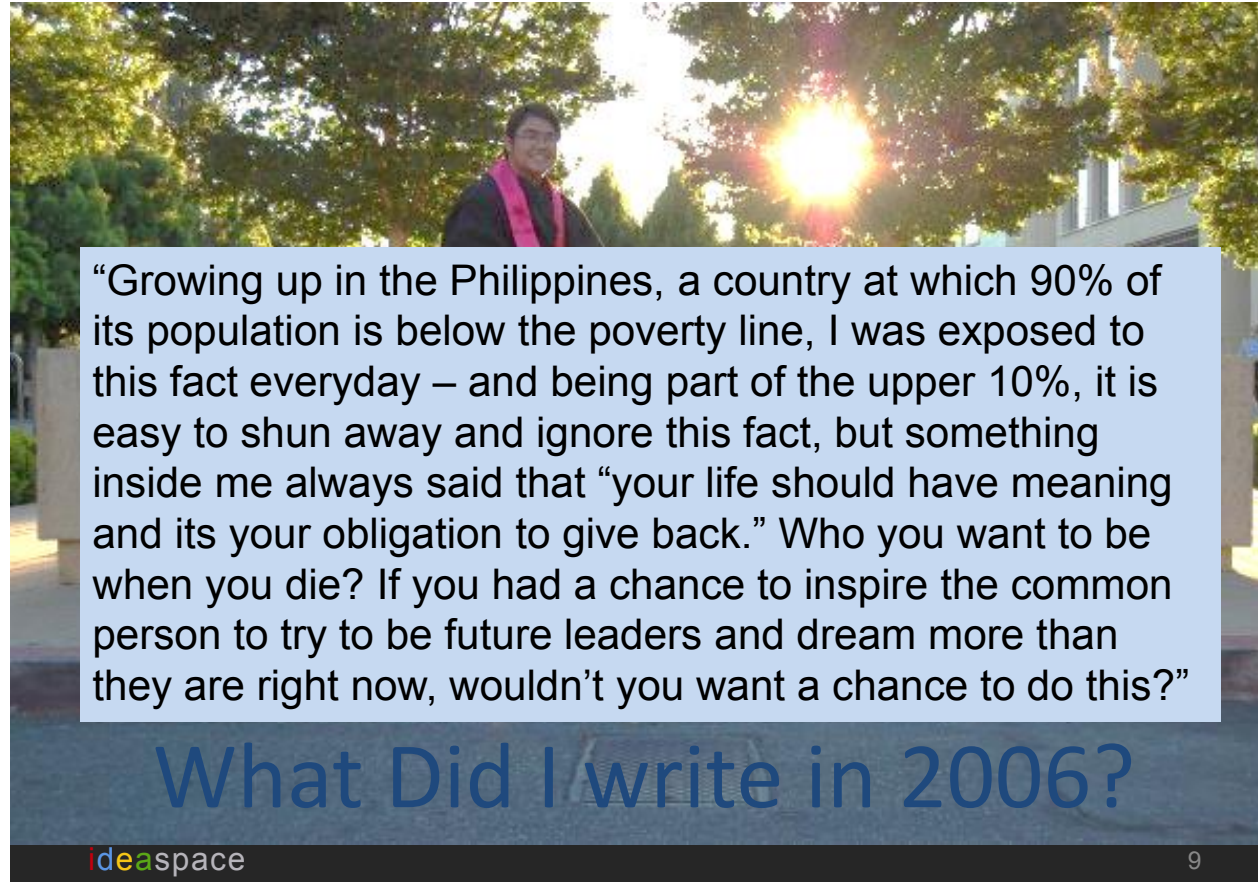 “Growing up in the Philippines, a country at which 90% of
its population is below the poverty line, I was exposed to
this fact everyday – and being part of the upper 10%, it is
easy to shun away and ignore this fact, but something
inside me always said that “your life should have meaning
and its your obligation to give back.” Who you want to be
when you die? If you had a chance to inspire the common
person to try to be future leaders and dream more than
they are right now, wouldn’t you want a chance to do this?”
What Did I write in 2006?
ideaspace
9